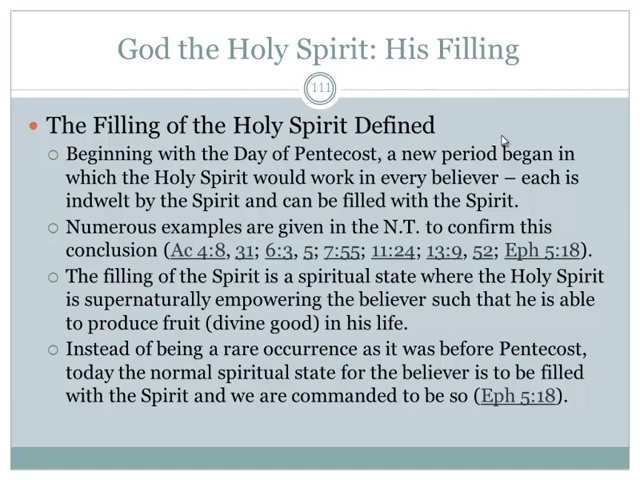 God the Holy Spirit: His Filling
111
The Filling of the Holy Spirit Defined
Beginning with the Day of Pentecost, a new period began in
which the Holy Spirit would work in every believer – each is
indwelt by the Spirit and can be filled with the Spirit.
Numerous examples are given in the N.T. to confirm this
conclusion (Ac 4:8, 31; 6:3, 5; 7:55; 11:24; 13:9, 52; Eph 5:18).
The filling of the Spirit is a spiritual state where the Holy Spirit
is supernaturally empowering the believer such that he is able
to produce fruit (divine good) in his life.
Instead of being a rare occurrence as it was before Pentecost,
today the normal spiritual state for the believer is to be filled
with the Spirit and we are commanded to be so (Eph 5:18).